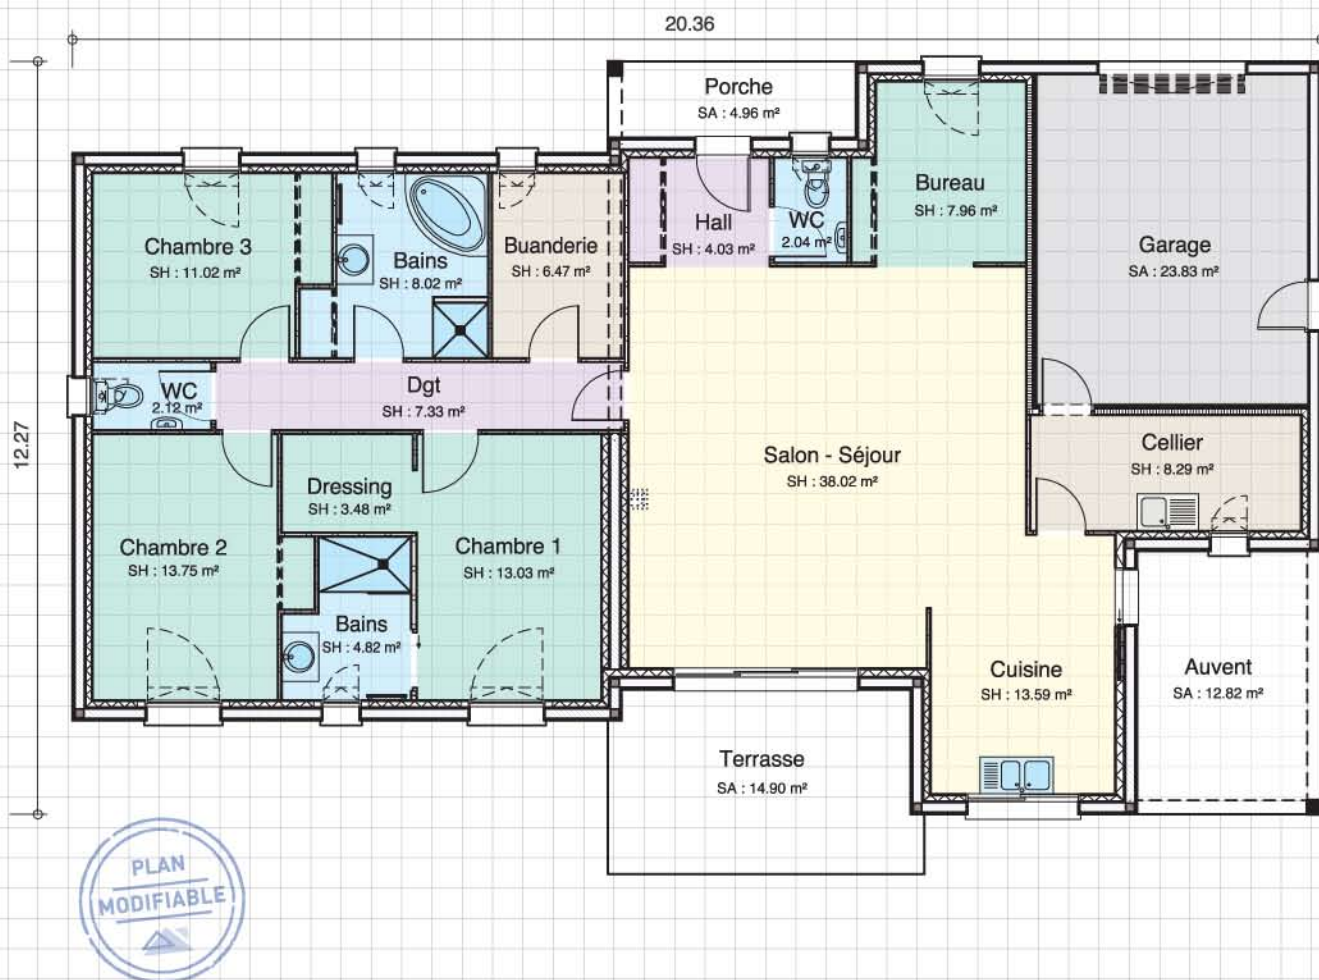 20.36
12.27
Porche
SA : 4.96 m²
Bureau
SH : 7.96 m²
Hall
SH : 4.03 m²
WC
2.04 m²
Garage
SA : 23.83 m²
Chambre 3
SH : 11.02 m²
Bains
SH : 8.02 m²
Buanderie
SH : 6.47 m²
WC
2.12 m²
Dgt
SH : 7.33 m²
Salon - Séjour
SH : 38.02 m²
Cellier
SH : 8.29 m²
Dressing
SH : 3.48 m²
Chambre 2
SH : 13.75 m²
Chambre 1
SH : 13.03 m²
Bains
SH : 4.82 m²
Cuisine
SH : 13.59 m²
Auvent
SA : 12.82 m²
Terrasse
SA : 14.90 m²
PLAN
MODIFIABLE